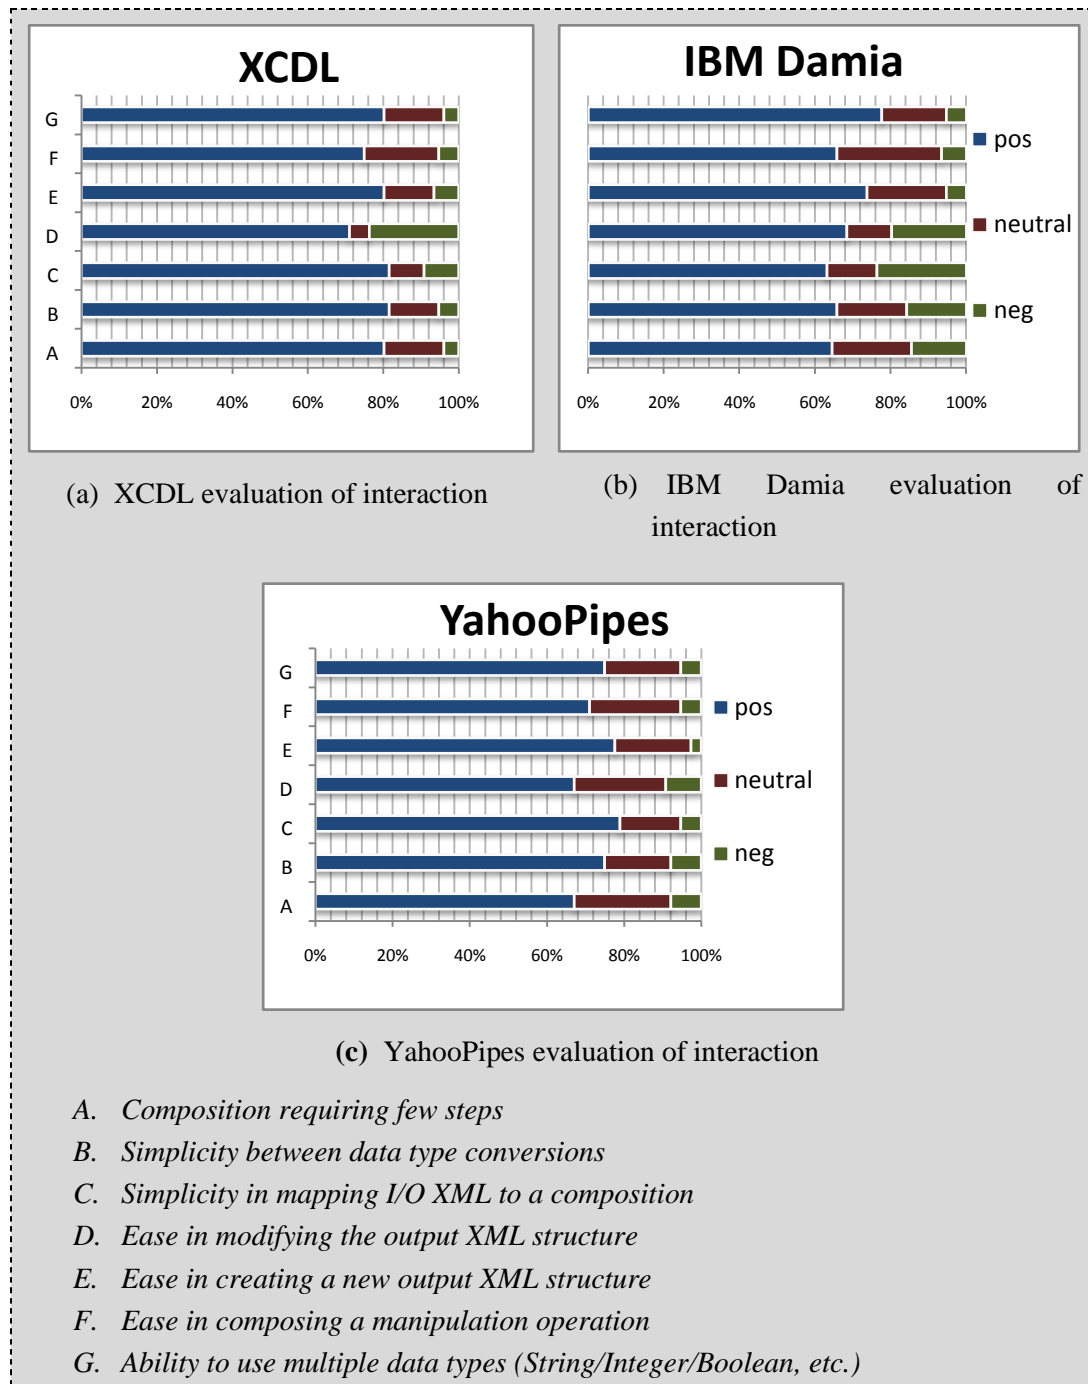 XCDL
G
F
E
D
C
B
A
0% 20% 40% 60% 80% 100%
IBM Damia
pos
neutral
neg
0% 20% 40% 60% 80% 100%
(a) XCDL evaluation of interaction
(b) IBM Damia evaluation of
interaction
YahooPipes
G
F
E
D
C
B
A
pos
neutral
neg
0% 20% 40% 60% 80% 100%
(c) YahooPipes evaluation of interaction
A. Composition requiring few steps
B. Simplicity between data type conversions
C. Simplicity in mapping I/O XML to a composition
D. Ease in modifying the output XML structure
E. Ease in creating a new output XML structure
F. Ease in composing a manipulation operation
G. Ability to use multiple data types (String/Integer/Boolean, etc.)